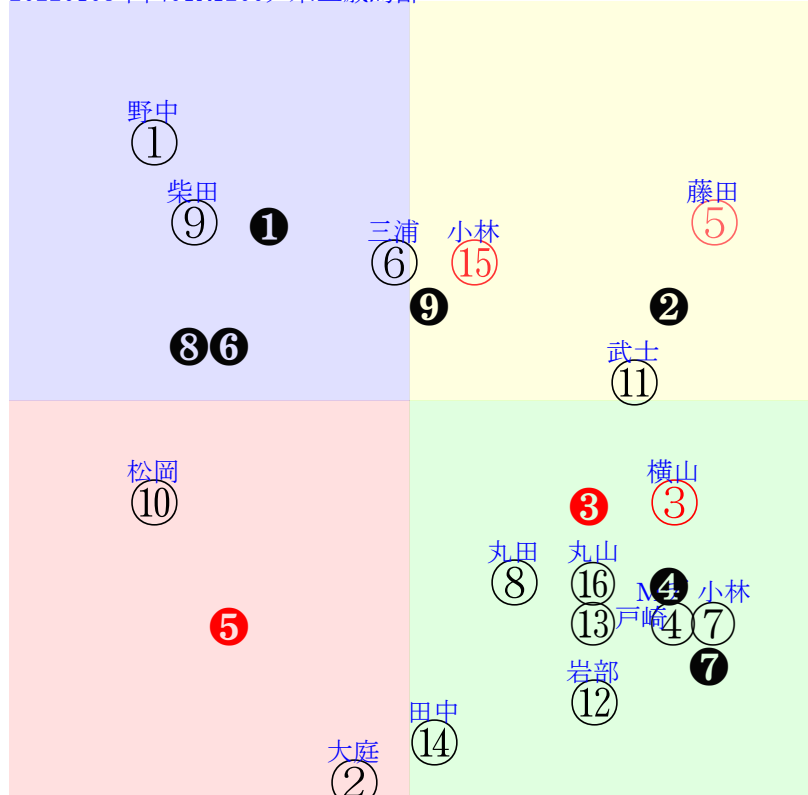 野中
①
柴田
⑨
❶
三浦
⑥
小林
⑮
藤田
⑤
❾
❷
❽
❻
武士
⑪
松岡
⑩
横山
③
❸
丸田
⑧
丸山
⑯
❹
小林
⑬
戸崎
④
⑦
❺
❼
岩部
⑫
田中
⑭
大庭
②